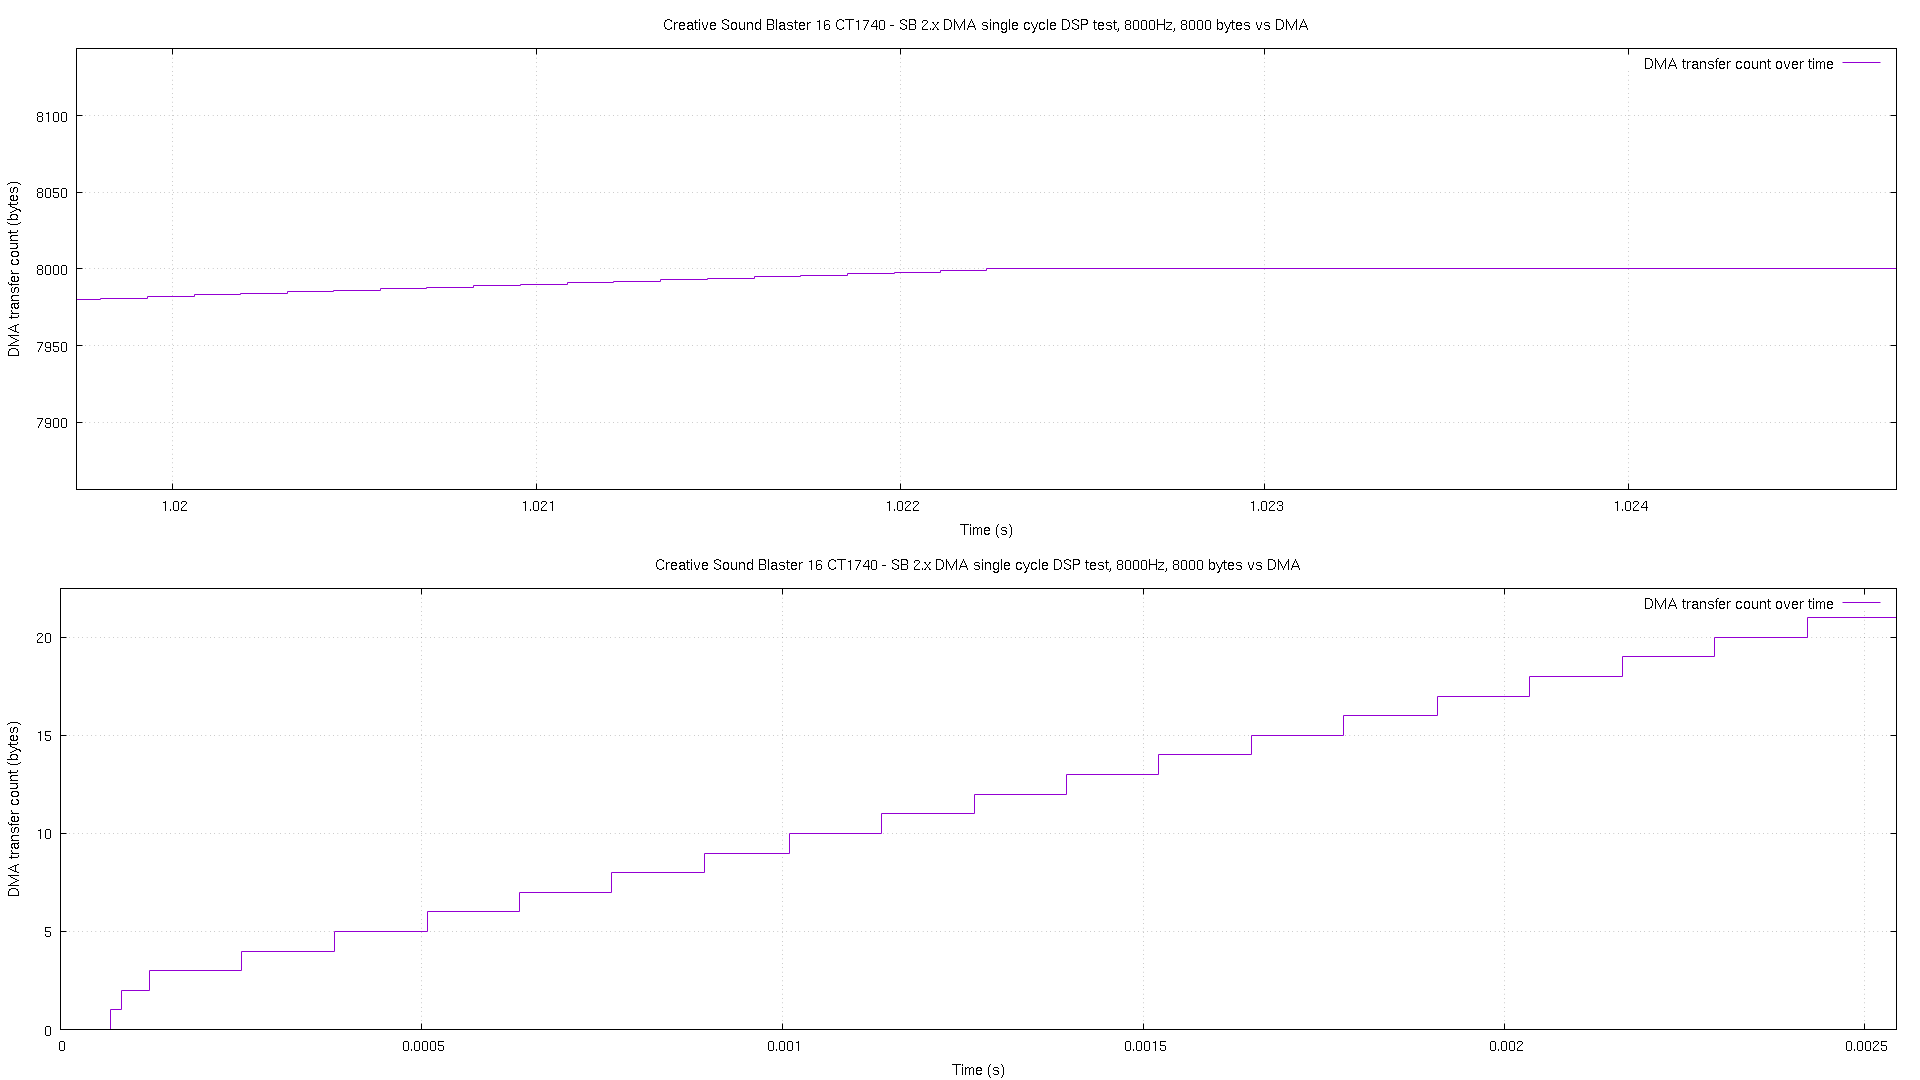 Creative Sound Blaster 16 CT1740 - SB 2.x DMA single cycle DSP test, 8000Hz, 8000 bytes vs DMA
DMA transfer count over time
8100
8050
8000
7950
7900
DMA transfer count (bytes)
1.02 1.021 1.022 1.023 1.024
Time (s)
Creative Sound Blaster 16 CT1740 - SB 2.x DMA single cycle DSP test, 8000Hz, 8000 bytes vs DMA
DMA transfer count over time
20
15
10
5
0
DMA transfer count (bytes)
0 0.0005 0.001 0.0015 0.002 0.0025
Time (s)